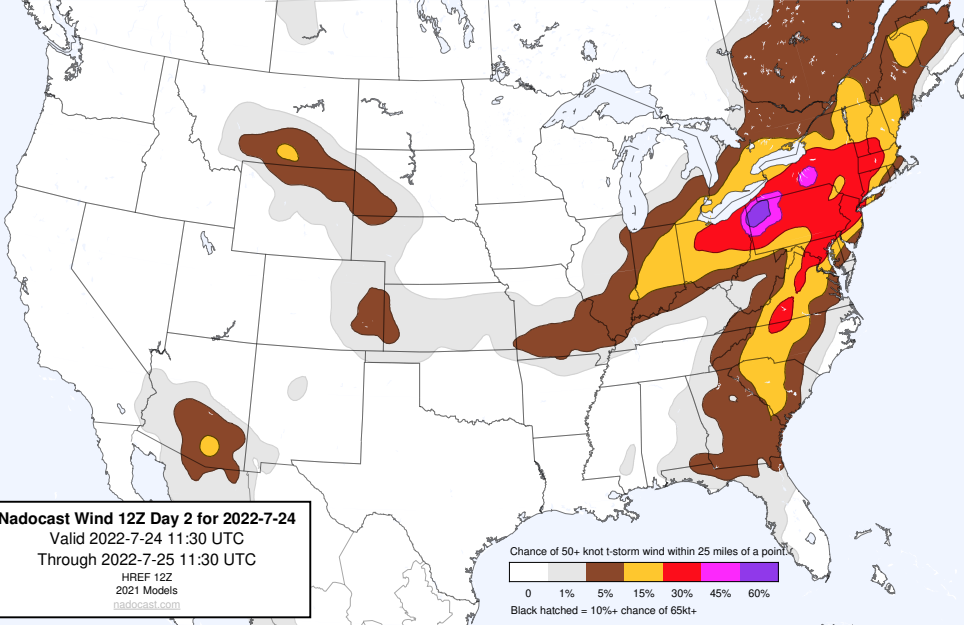 Nadocast Wind 12Z Day 2 for 2022-7-24
Valid 2022-7-24 11:30 UTC
Through 2022-7-25 11:30 UTC
HREF 12Z
2021 Models
nadocast.com
Chance of 50+ knot t-storm wind within 25 miles of a point.
0 1% 5% 15% 30% 45% 60%
Black hatched = 10%+ chance of 65kt+